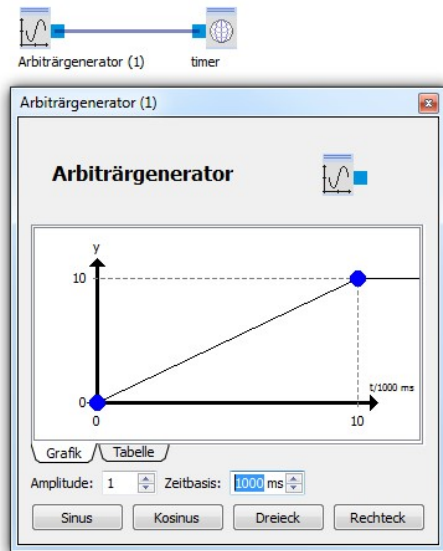 Arbiträrgenerator (1) timer
Arbiträrgenerator (1)
Arbiträrgenerator
y
10
0
t/1000 ms
0 10
Grafik Tabelle
Amplitude: 1 Zeitbasis: 1000 ms
Sinus Kosinus Dreieck Rechteck